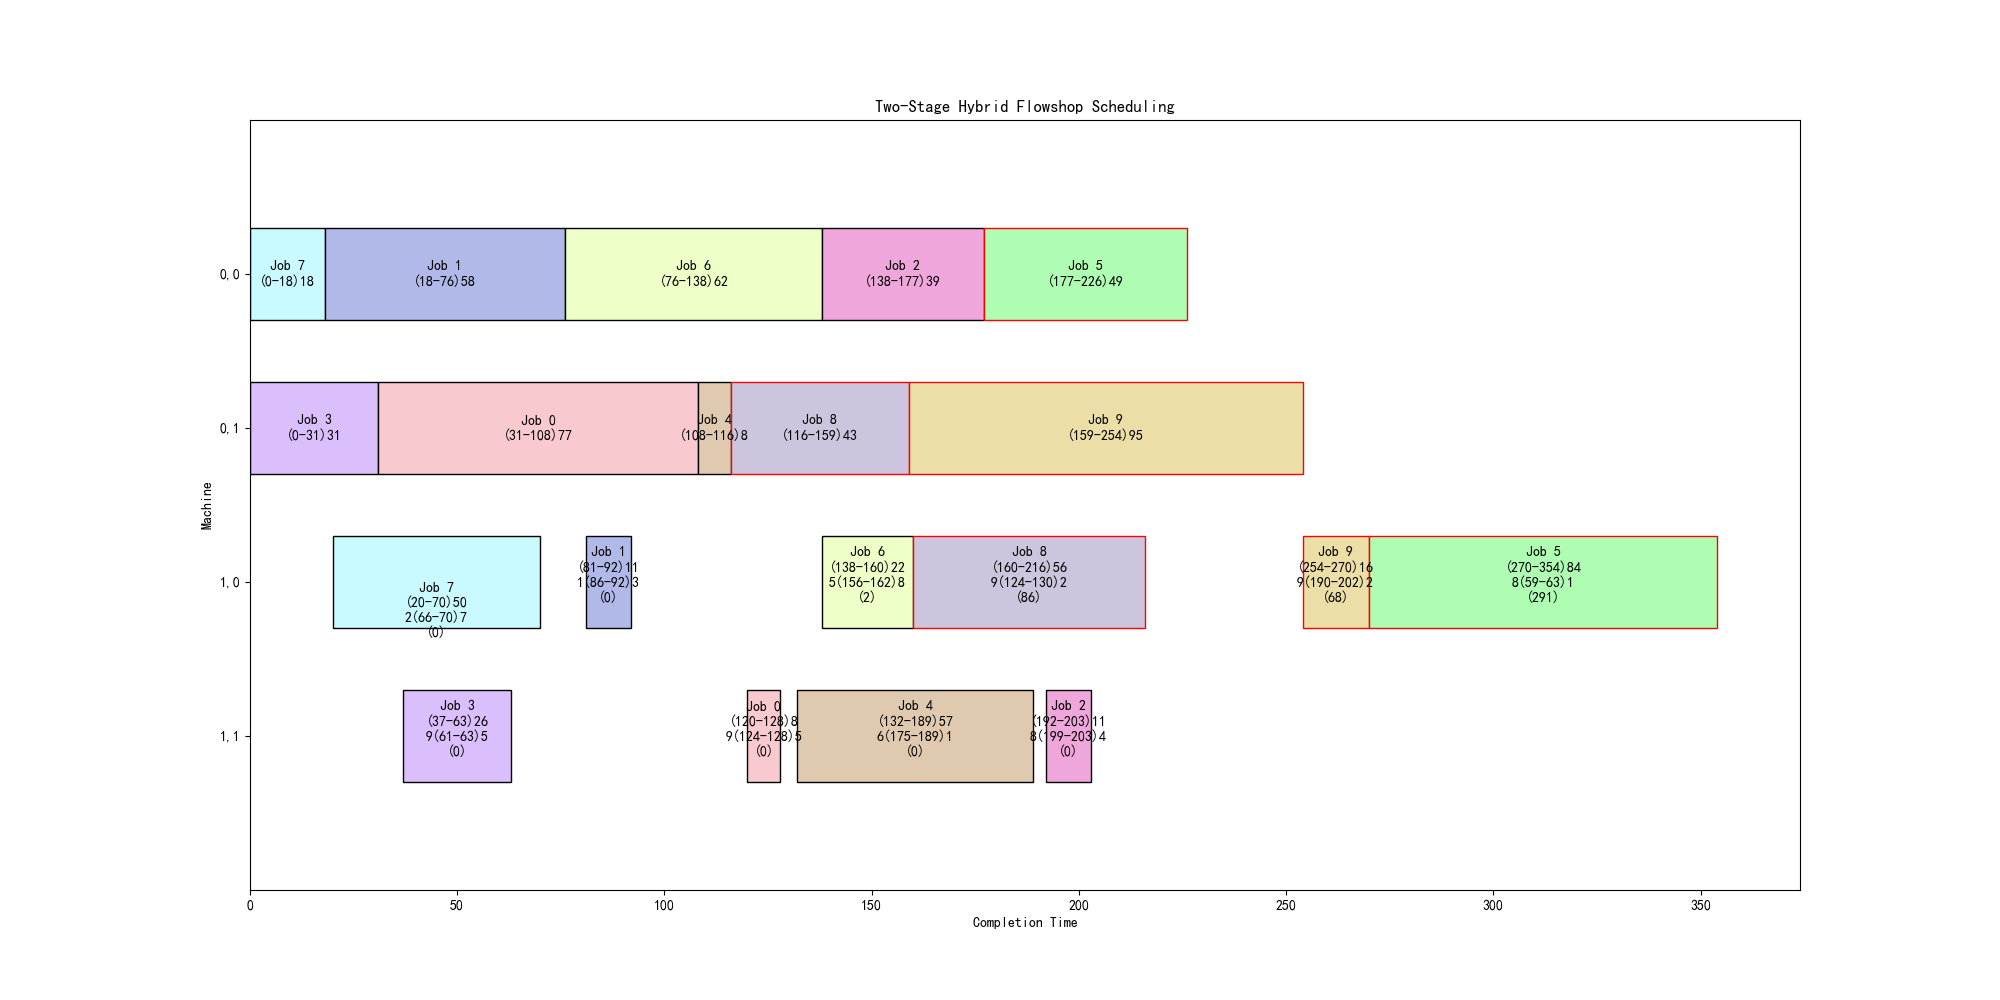 Two-Stage Hybrid Flowshop Scheduling
0,0
Job 7
(0-18)18
Job 1
(18-76)58
Job 6
(76-138)62
Job 2
(138-177)39
Job 5
(177-226)49
0,1
Job 3
(0-31)31
Job 0
(31-108)77
Job 4
(108-116)8
Job 8
(116-159)43
Job 9
(159-254)95
Machine
1,0
Job 7
(20-70)50
2(66-70)7
(0)
Job 1
(81-92)11
1(86-92)3
(0)
Job 6
(138-160)22
5(156-162)8
(2)
Job 8
(160-216)56
9(124-130)2
(86)
Job 9
(254-270)16
9(190-202)2
(68)
Job 5
(270-354)84
8(59-63)1
(291)
1,1
Job 3
(37-63)26
9(61-63)5
(0)
Job 0
(120-128)8
9(124-128)5
(0)
Job 4
(132-189)57
6(175-189)1
(0)
Job 2
(192-203)11
8(199-203)4
(0)
0 50 100 150 200 250 300 350
Completion Time